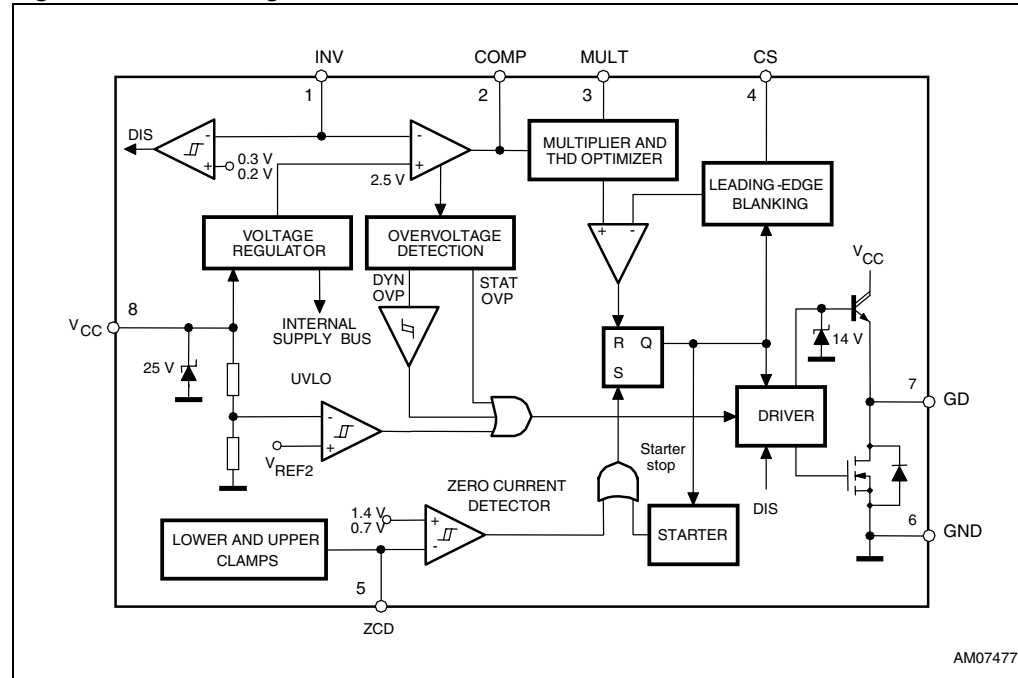 INV
COMP
MULT
CS
1
2
3
4
DIS
-
+
0.3 V
0.2 V
-
+
2.5 V
MULTIPLIER AND
THD OPTIMIZER
LEADING-EDGE
BLANKING
VOLTAGE
REGULATOR
OVERVOLTAGE
DETECTION
+
-
VCC
DYN
OVP
STAT
OVP
8
VCC
INTERNAL
SUPPLY BUS
R
Q
S
14 V
25 V
UVLO
7
GD
-
+
VREF2
DRIVER
Starter
stop
ZERO CURRENT
DETECTOR
DIS
1.4 V
0.7 V
+
-
STARTER
6
GND
LOWER AND UPPER
CLAMPS
5
ZCD
AM07477